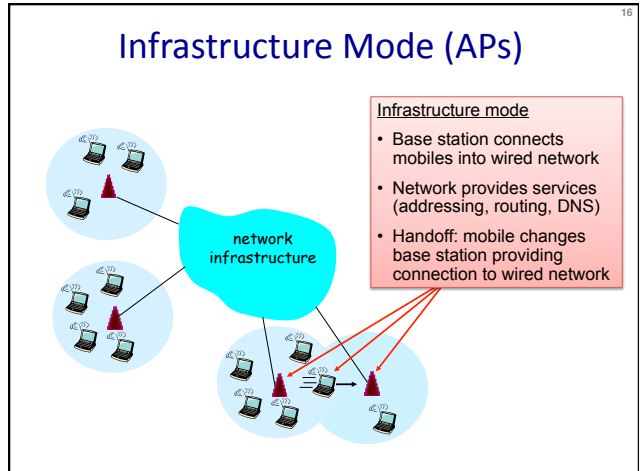 16
Infrastructure Mode (APs)
Infrastructure mode
• Base station connects
mobiles into wired network
• Network provides services
(addressing, routing, DNS)
• Handoff: mobile changes
base station providing
connection to wired network
network
infrastructure